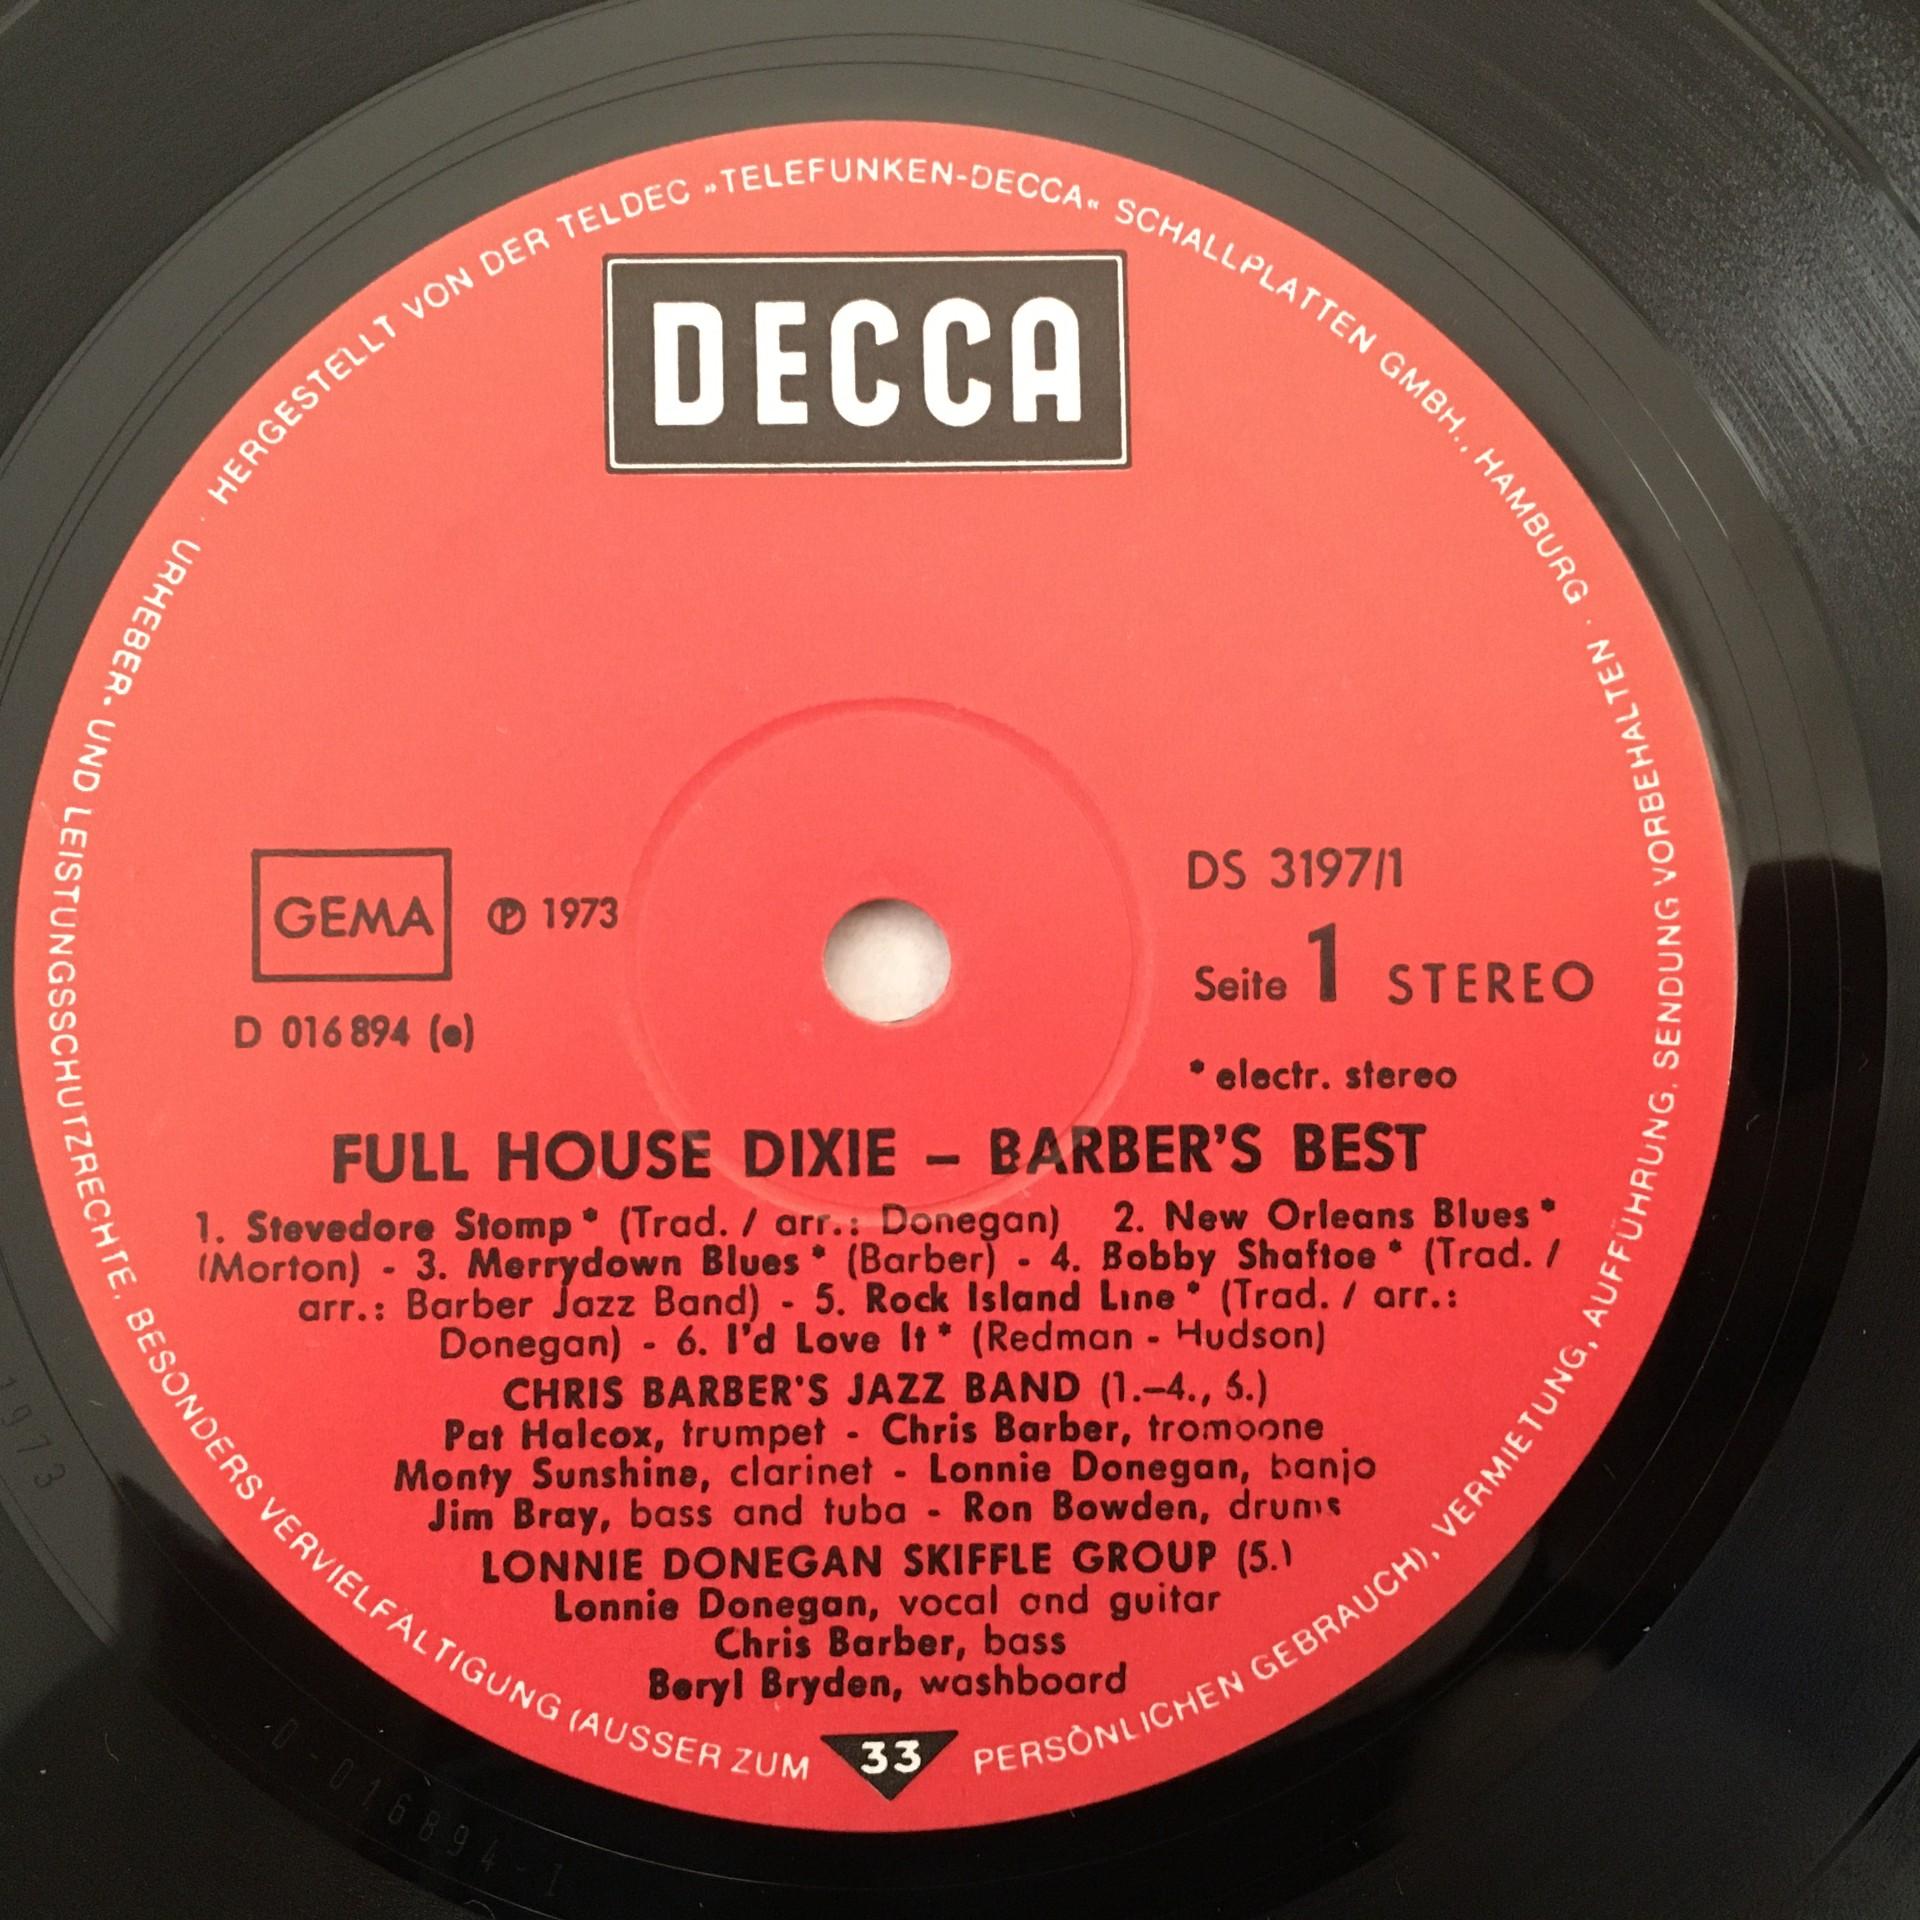 HERGESTELLT VON DER TELDEC »TELEFUNKEN-DECCA« SCHALLPLATTEN GMBH., HAMBURG ·
DECCA
GEMA ℗ 1973
D 016 894 (e)
DS 3197/1
Seite 1 STEREO
* electr. stereo
FULL HOUSE DIXIE – BARBER'S BEST
1. Stevedore Stomp * (Trad. / arr.: Donegan) 2. New Orleans Blues *
(Morton) - 3. Merrydown Blues * (Barber) - 4. Bobby Shaftoe * (Trad. /
arr.: Barber Jazz Band) - 5. Rock Island Line * (Trad. / arr.:
Donegan) - 6. I'd Love It * (Redman - Hudson)
CHRIS BARBER'S JAZZ BAND (1.–4., 6.)
Pat Halcox, trumpet - Chris Barber, trombone
Monty Sunshine, clarinet - Lonnie Donegan, banjo
Jim Bray, bass and tuba - Ron Bowden, drums
LONNIE DONEGAN SKIFFLE GROUP (5.)
Lonnie Donegan, vocal and guitar
Chris Barber, bass
Beryl Bryden, washboard
33
URHEBER- UND LEISTUNGSSCHUTZRECHTE, BESONDERS VERVIELFÄLTIGUNG (AUSSER ZUM PERSÖNLICHEN GEBRAUCH), VERMIETUNG, AUFFÜHRUNG, SENDUNG VORBEHALTEN ·
1973
D-016894-1